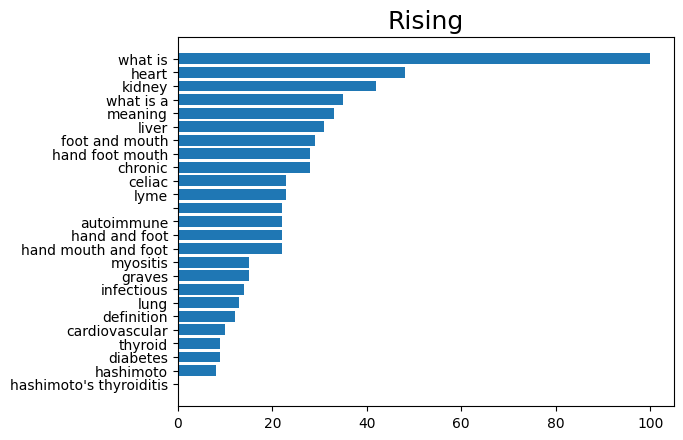 Rising
what is
heart
kidney
what is a
meaning
liver
foot and mouth
hand foot mouth
chronic
celiac
lyme
autoimmune
hand and foot
hand mouth and foot
myositis
graves
infectious
lung
definition
cardiovascular
thyroid
diabetes
hashimoto
hashimoto's thyroiditis
0 20 40 60 80 100